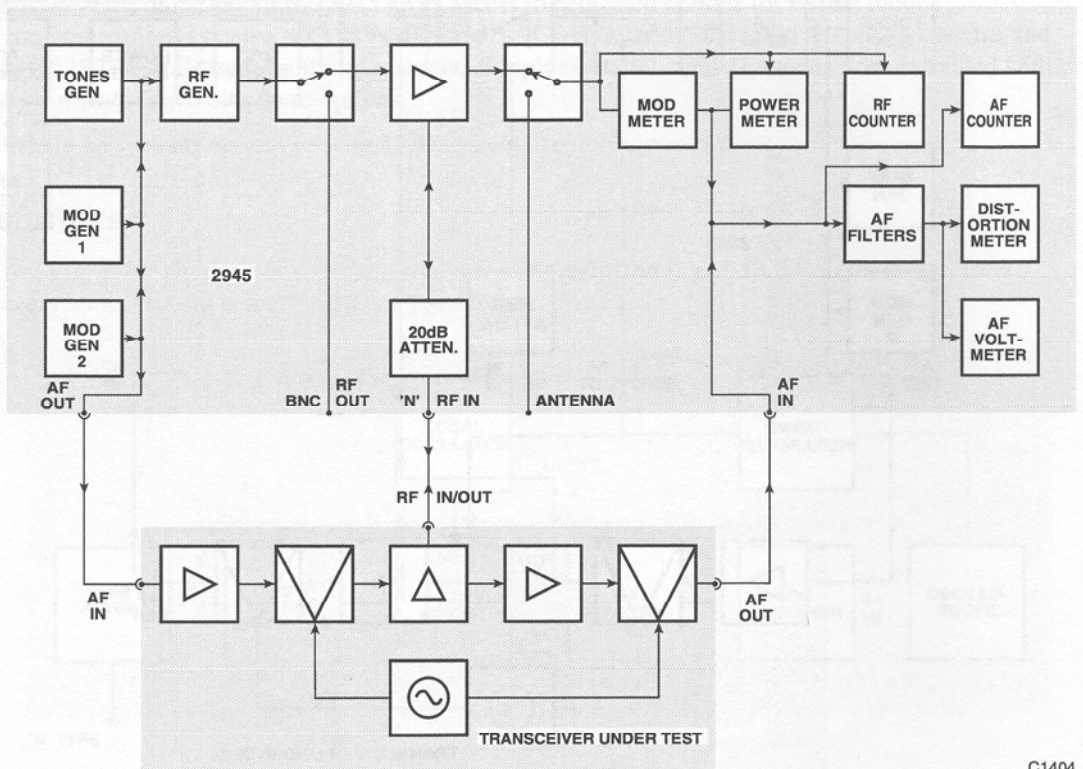 TONES
GEN
RF
GEN.
MOD
METER
POWER
METER
RF
COUNTER
AF
COUNTER
MOD
GEN
1
2945
AF
FILTERS
DIST-
ORTION
METER
MOD
GEN
2
20dB
ATTEN.
AF
VOLT-
METER
AF
OUT
BNC
RF
OUT
'N'
RF IN
ANTENNA
AF
IN
RF
IN/OUT
AF
IN
AF
OUT
TRANSCEIVER UNDER TEST
C1404